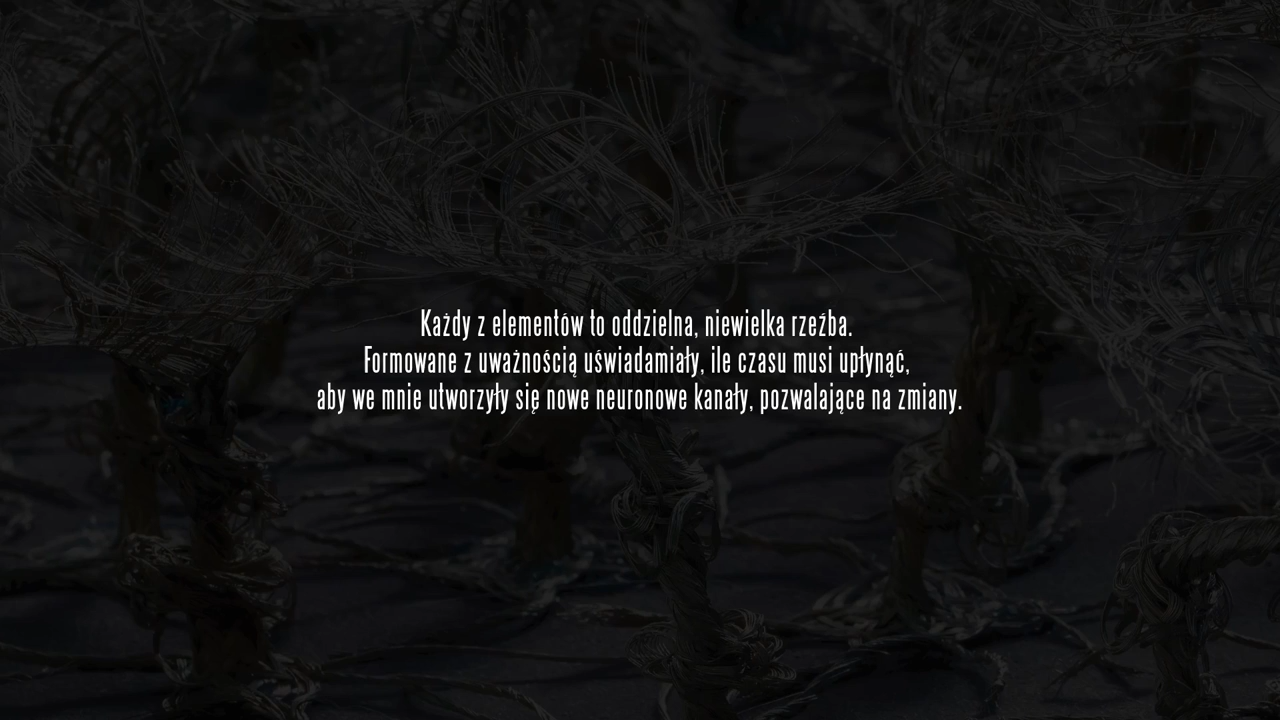 Każdy z elementów to oddzielna, niewielka rzeźba.
Formowane z uważnością uświadamiały, ile czasu musi upłynąć,
aby we mnie utworzyły się nowe neuronowe kanały, pozwalające na zmiany.